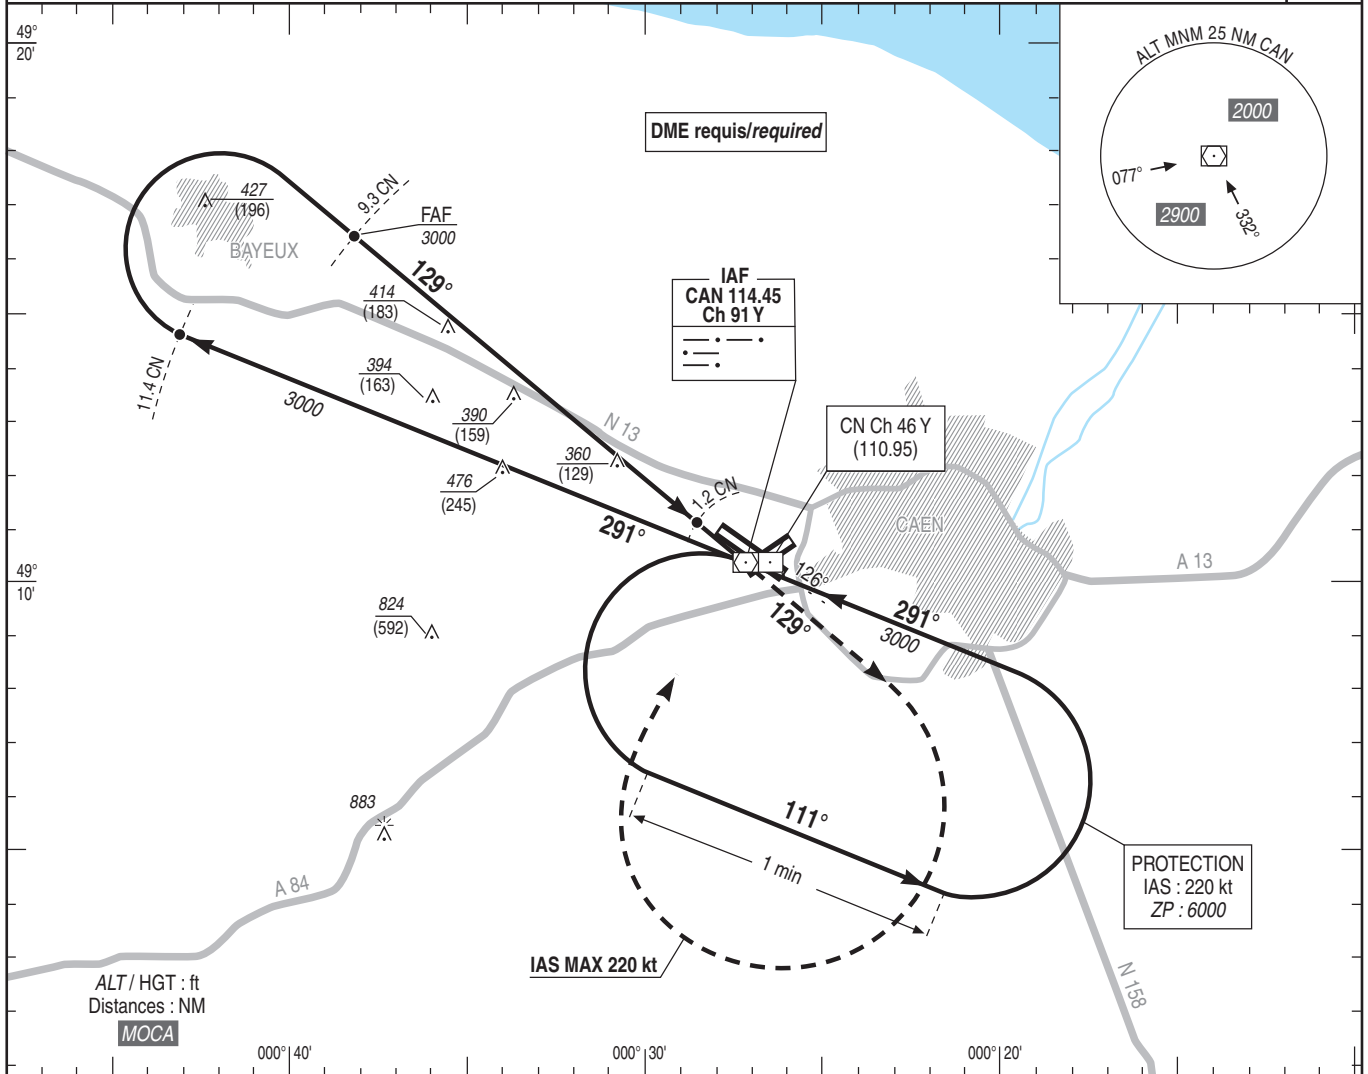 49°
20'
ALT MNM 25 NM CAN
2000
077°
2900
332°
DME requis/required
427
(196)
BAYEUX
9.3 CN
FAF
3000
129°
414
(183)
11.4 CN
3000
394
(163)
390
(159)
N 13
360
(129)
476
(245)
291°
1.2 CN
IAF
CAN 114.45
Ch 91 Y
CN Ch 46 Y
(110.95)
CAEN
A 13
49°
10'
126°
129°
291°
3000
824
(592)
883
111°
1 min
PROTECTION
IAS : 220 kt
ZP : 6000
A 84
IAS MAX 220 kt
N 158
ALT / HGT : ft
Distances : NM
MOCA
000° 40'
000° 30'
000° 20'